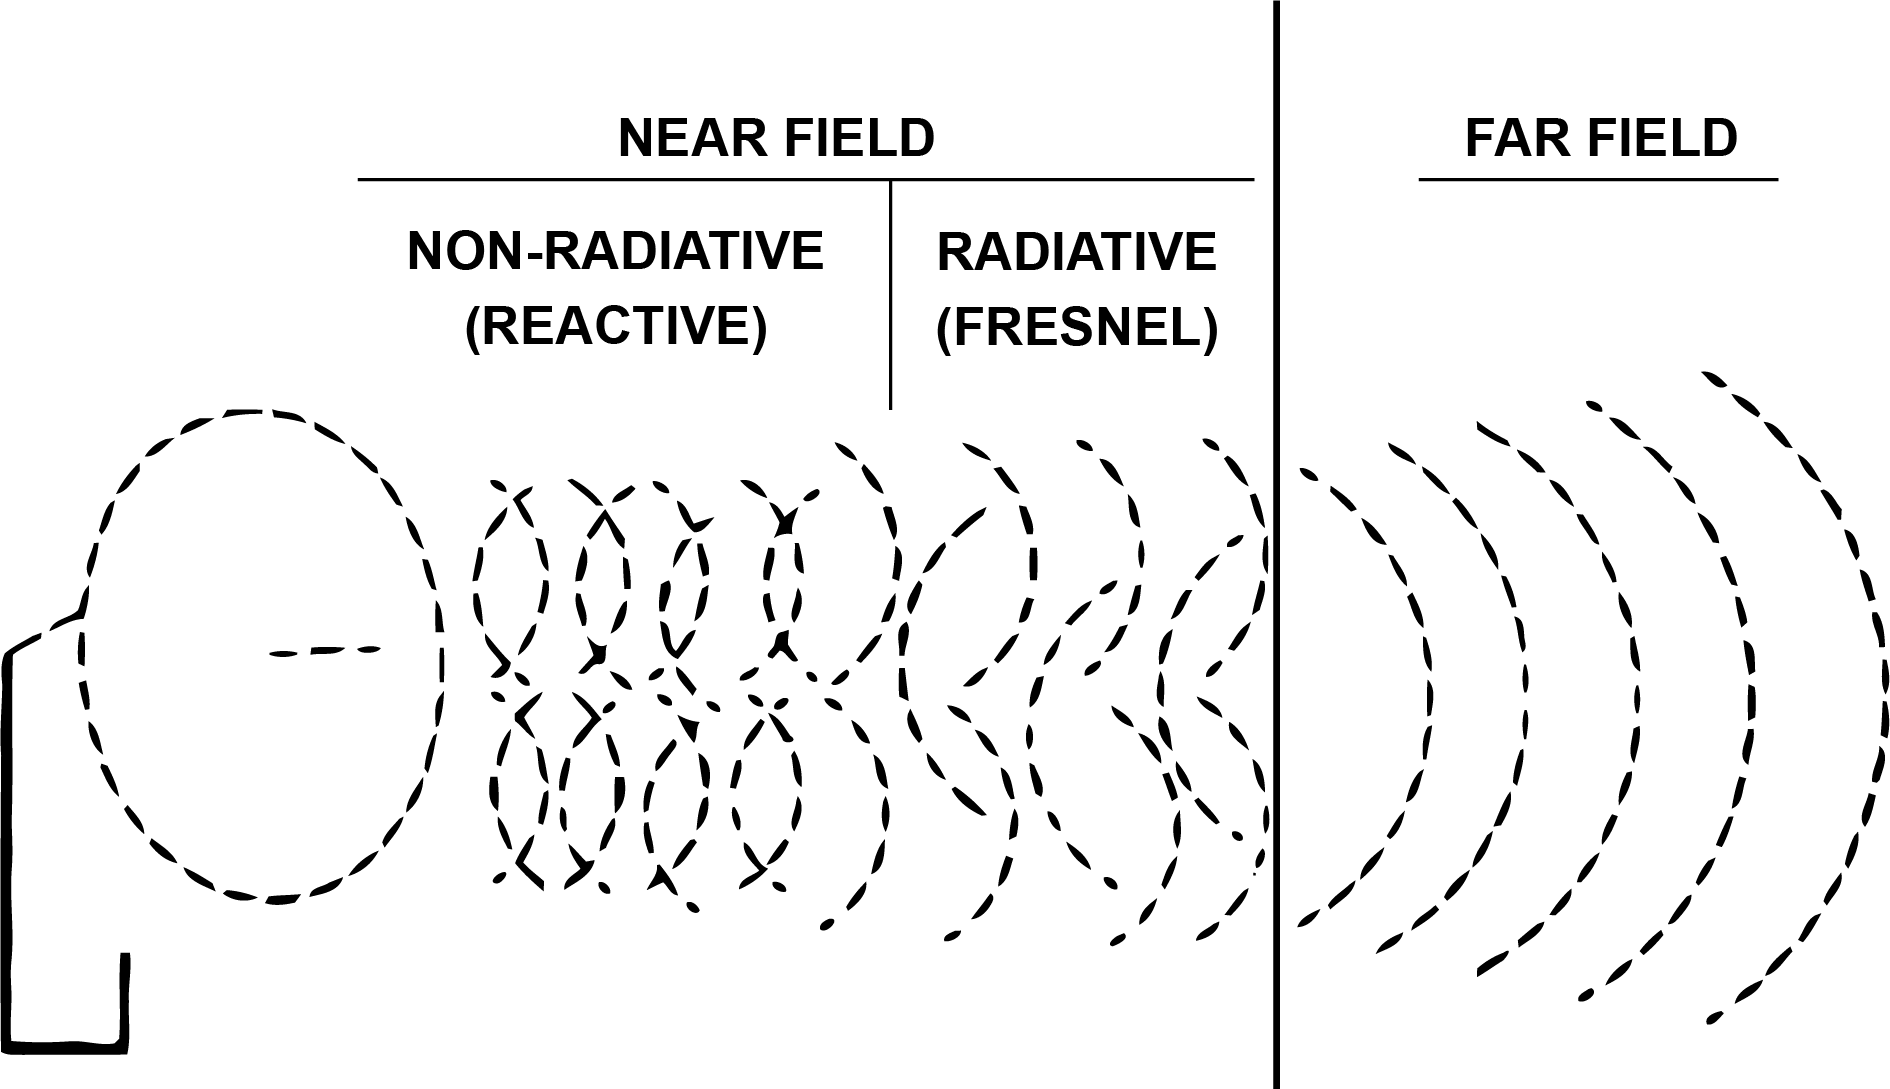 NEAR FIELD
FAR FIELD
NON-RADIATIVE
(REACTIVE)
RADIATIVE
(FRESNEL)